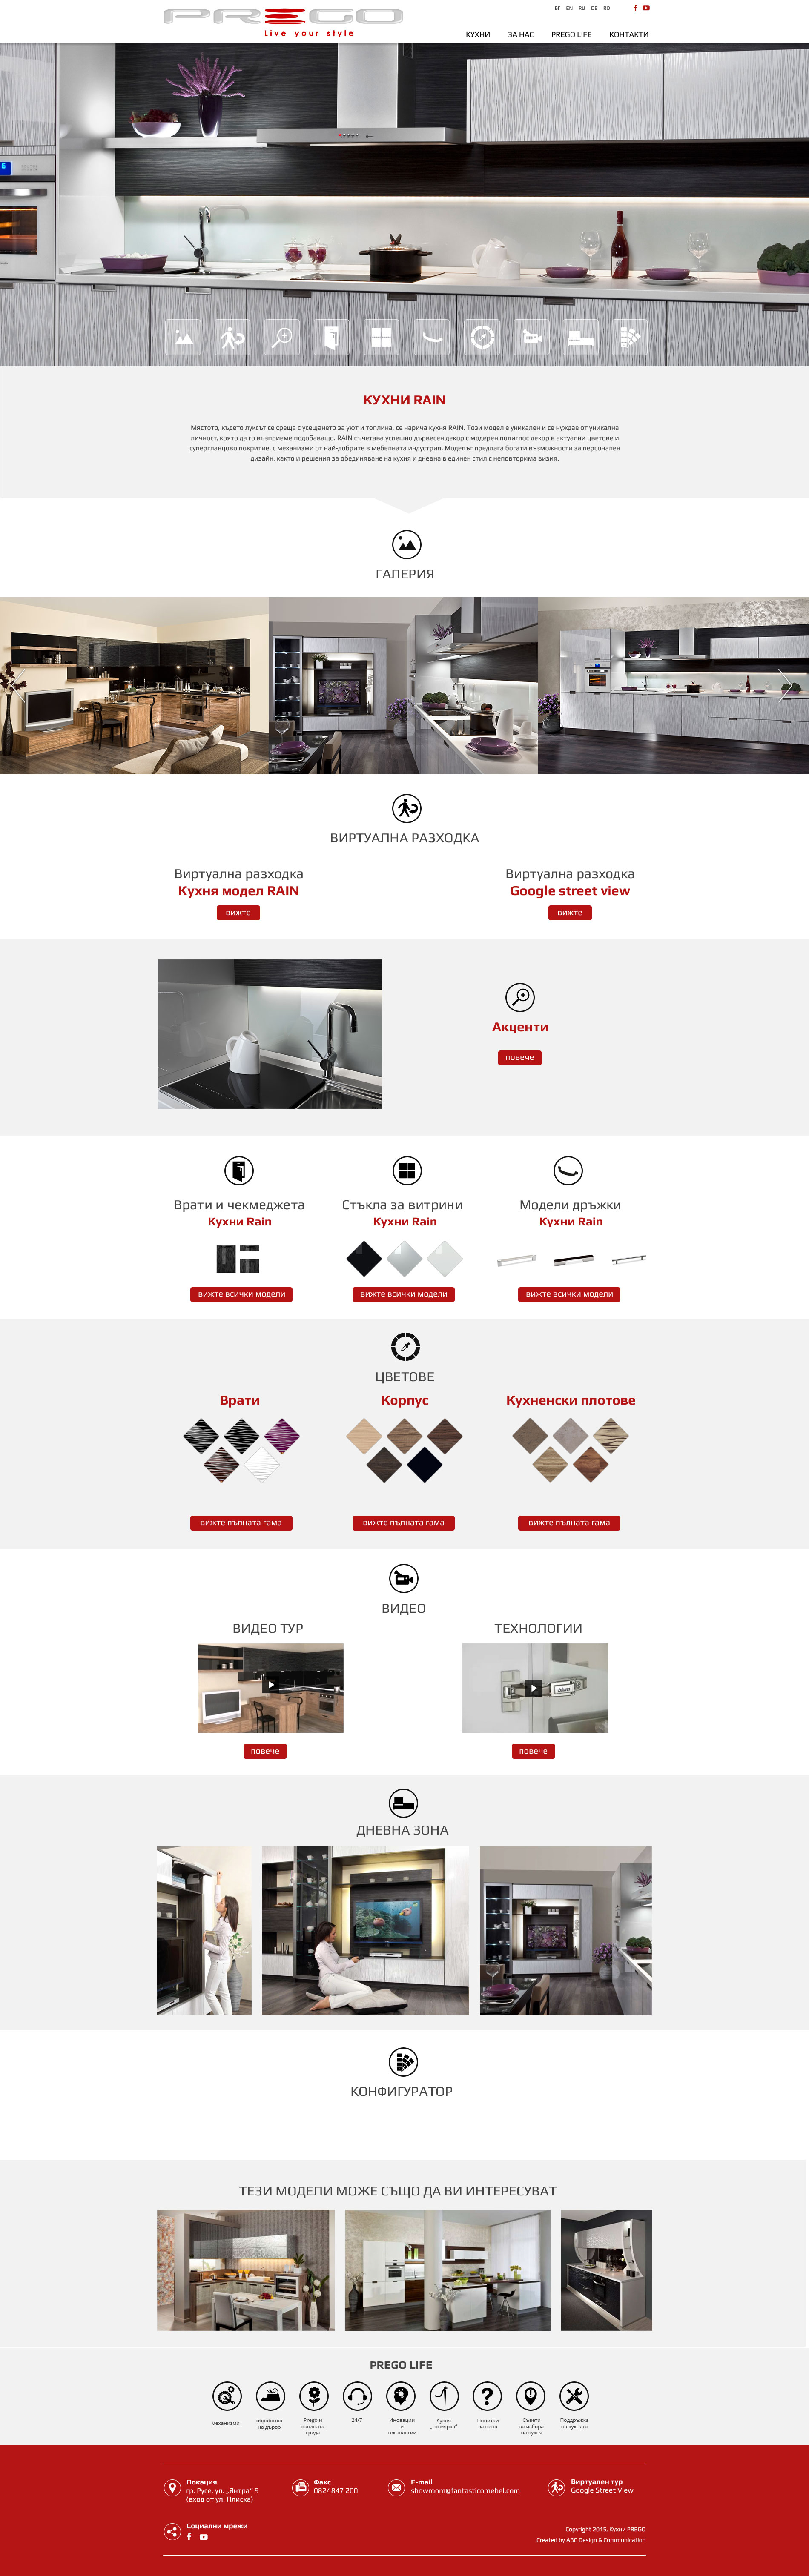 PREGO
Live your style
БГ EN RU DE RO
КУХНИ ЗА НАС PREGO LIFE КОНТАКТИ
КУХНИ RAIN
Мястото, където луксът се среща с усещането за уют и топлина, се нарича кухня RAIN. Този модел е уникален и се нуждае от уникална
личност, която да го възприеме подобаващо. RAIN съчетава успешно дървесен декор с модерен полиглос декор в актуални цветове и
суперланцово покритие, с механизми от най-добрите в мебелната индустрия. Моделът предлага богати възможности за персонален
дизайн, както и решения за обединяване на кухня и дневна в единен стил с неповторима визия.
ГАЛЕРИЯ
ВИРТУАЛНА РАЗХОДКА
Виртуална разходка
Кухня модел RAIN
вижте
Виртуална разходка
Google street view
вижте
Акценти
повече
Врати и чекмеджета
Кухни Rain
вижте всички модели
Стъкла за витрини
Кухни Rain
вижте всички модели
Модели дръжки
Кухни Rain
вижте всички модели
ЦВЕТОВЕ
Врати
вижте пълната гама
Корпус
вижте пълната гама
Кухненски плотове
вижте пълната гама
ВИДЕО
ВИДЕО ТУР
повече
ТЕХНОЛОГИИ
blum
повече
ДНЕВНА ЗОНА
КОНФИГУРАТОР
ТЕЗИ МОДЕЛИ МОЖЕ СЪЩО ДА ВИ ИНТЕРЕСУВАТ
PREGO LIFE
механизми
обработка
на дърво
Prego и
околната
среда
24/7
Иновации
и
технологии
Кухня
„по мярка"
Попитай
за цена
Съвети
за избора
на кухня
Поддръжка
на кухнята
Локация
гр. Русе, ул. „Янтра" 9
(вход от ул. Плиска)
Факс
082/ 847 200
E-mail
showroom@fantasticomebel.com
Виртуален тур
Google Street View
Социални мрежи
Copyright 2015, Кухни PREGO
Created by ABC Design & Communication